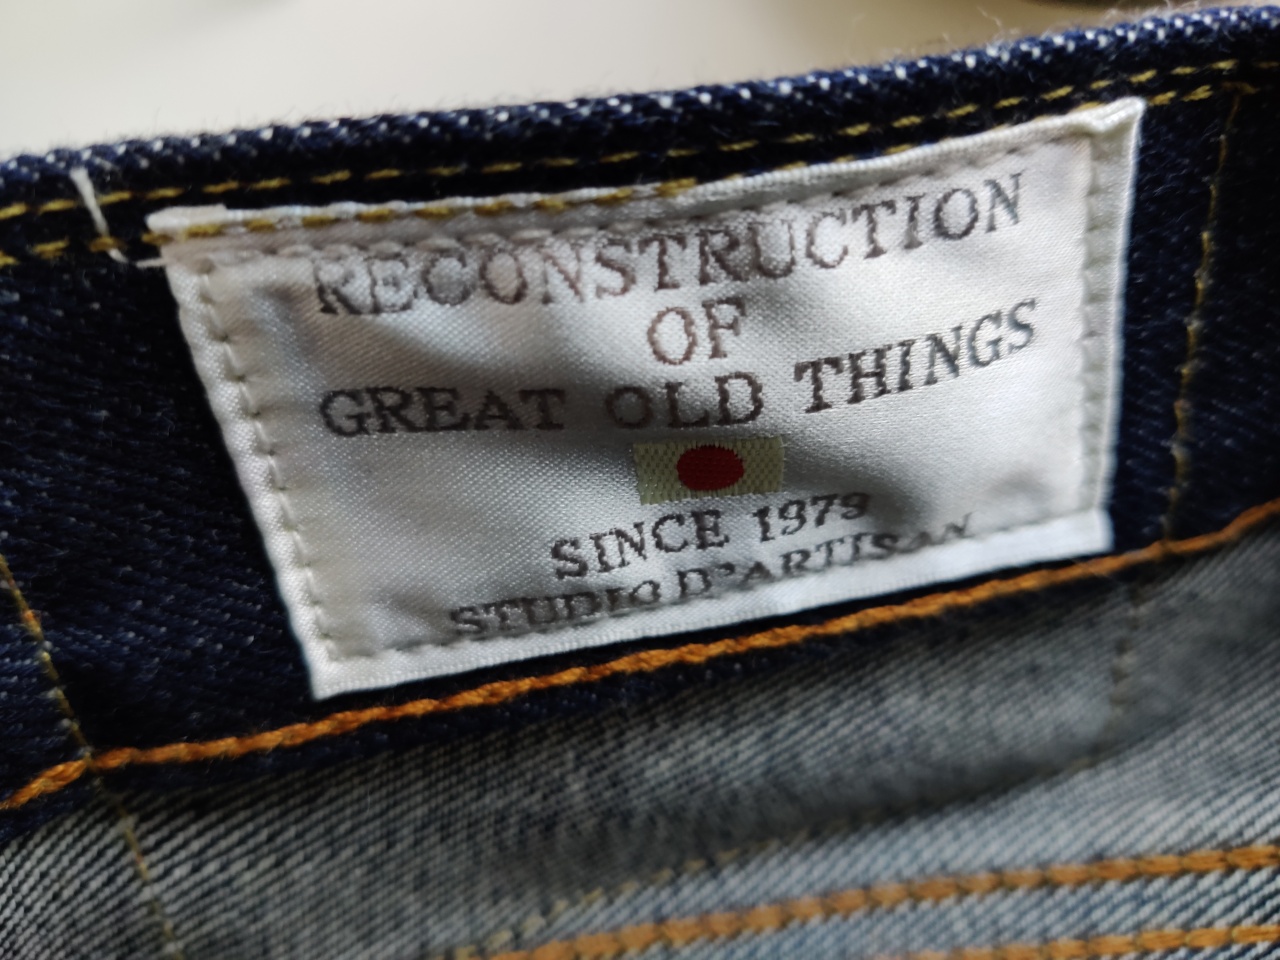 RECONSTRUCTION
OF
GREAT OLD THINGS
SINCE 1979
STUDIO D'ARTISAN